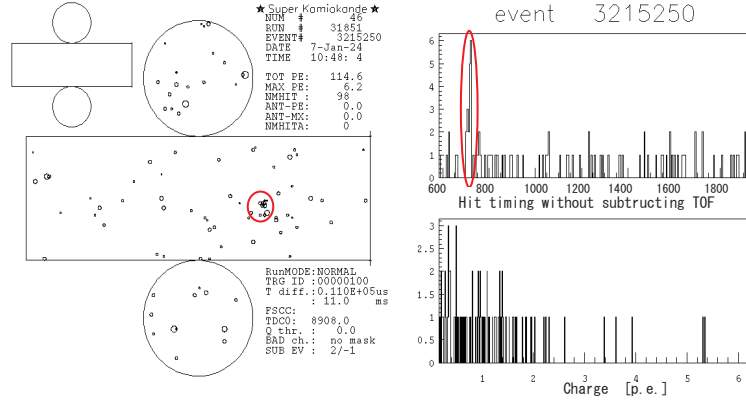 ★ Super Kamiokande ★
NUM # 46
RUN # 31851
EVENT# 3215250
DATE 7-Jan-24
TIME 10:48: 4
TOT PE: 114.6
MAX PE: 6.2
NMHIT : 98
ANT-PE: 0.0
ANT-MX: 0.0
NMHITA: 0
RunMODE:NORMAL
TRG ID :00000100
T diff.:0.110E+05us
: 11.0 ms
FSCC:
TDC0: 8908.0
Q thr. : 0.0
BAD ch.: no mask
SUB EV : 2/-1
event 3215250
6
5
4
3
2
1
0
600 800 1000 1200 1400 1600 1800
Hit timing without subtructing TOF
3
2.5
2
1.5
1
0.5
0
1 2 3 4 5 6
Charge [p.e.]